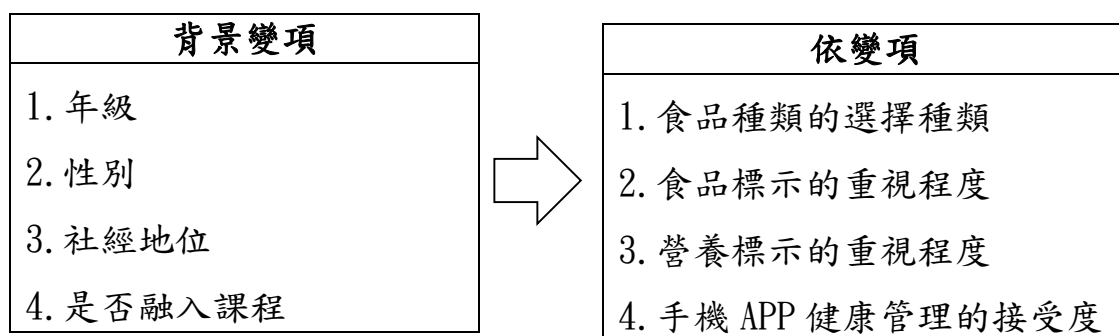 背景變項
1.年級
2.性別
3.社經地位
4.是否融入課程
依變項
1.食品種類的選擇種類
2.食品標示的重視程度
3.營養標示的重視程度
4.手機 APP 健康管理的接受度